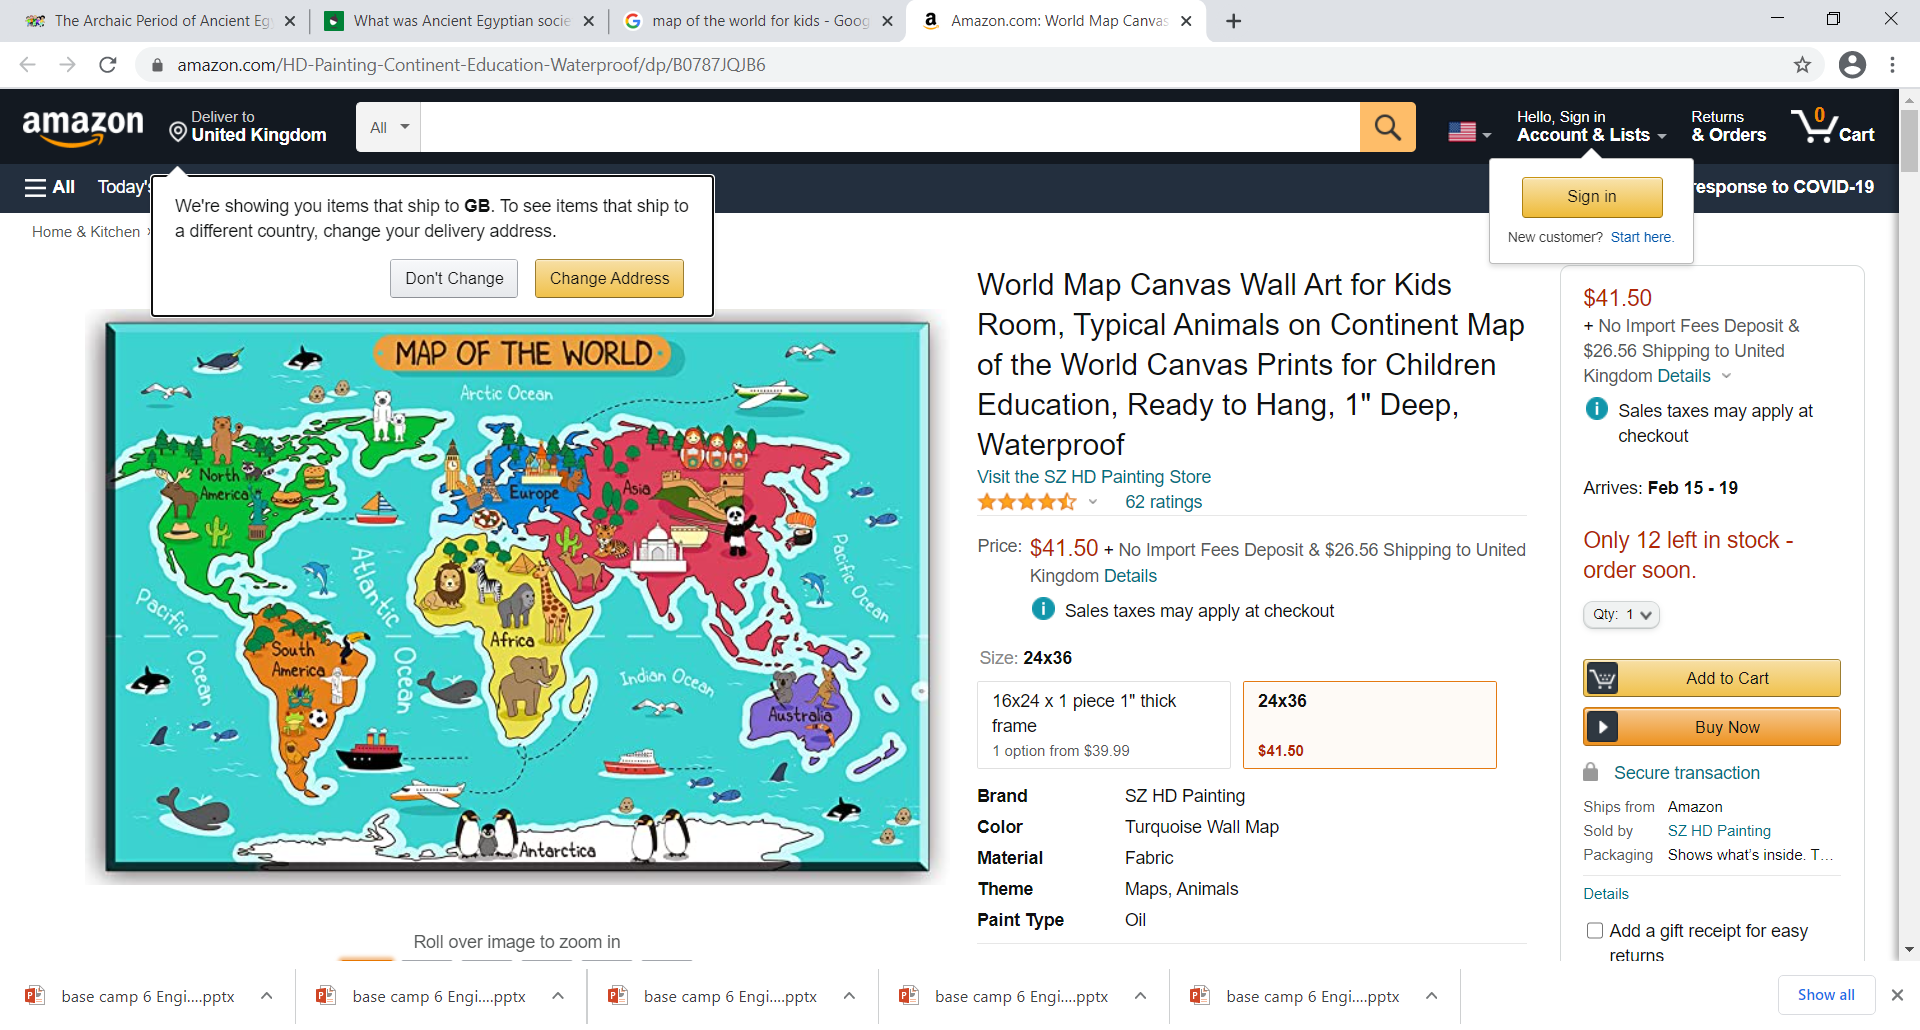 The Archaic Period of Ancient Eg
What was Ancient Egyptian socie
map of the world for kids - Goog
Amazon.com: World Map Canvas
amazon.com/HD-Painting-Continent-Education-Waterproof/dp/B0787JQJB6
amazon
Deliver to
United Kingdom
All
Hello, Sign in
Account & Lists
Returns
& Orders
0
Cart
All
Today's
Sign in
New customer? Start here.
response to COVID-19
We're showing you items that ship to GB. To see items that ship to
a different country, change your delivery address.
Don't Change
Change Address
Home & Kitchen ›
MAP OF THE WORLD
Arctic Ocean
North
America
Europe
Asia
Atlantic
Ocean
Pacific
Ocean
Pacific Ocean
Africa
South
America
Indian Ocean
Australia
Antarctica
Roll over image to zoom in
World Map Canvas Wall Art for Kids
Room, Typical Animals on Continent Map
of the World Canvas Prints for Children
Education, Ready to Hang, 1" Deep,
Waterproof
Visit the SZ HD Painting Store
62 ratings
Price: $41.50 + No Import Fees Deposit & $26.56 Shipping to United
Kingdom Details
Sales taxes may apply at checkout
Size: 24x36
16x24 x 1 piece 1" thick
frame
1 option from $39.99
24x36
$41.50
Brand SZ HD Painting
Color Turquoise Wall Map
Material Fabric
Theme Maps, Animals
Paint Type Oil
$41.50
+ No Import Fees Deposit &
$26.56 Shipping to United
Kingdom Details
Sales taxes may apply at
checkout
Arrives: Feb 15 - 19
Only 12 left in stock -
order soon.
Qty: 1
Add to Cart
Buy Now
Secure transaction
Ships from Amazon
Sold by SZ HD Painting
Packaging Shows what's inside. T...
Details
Add a gift receipt for easy
returns
base camp 6 Engi....pptx
base camp 6 Engi....pptx
base camp 6 Engi....pptx
base camp 6 Engi....pptx
base camp 6 Engi....pptx
Show all